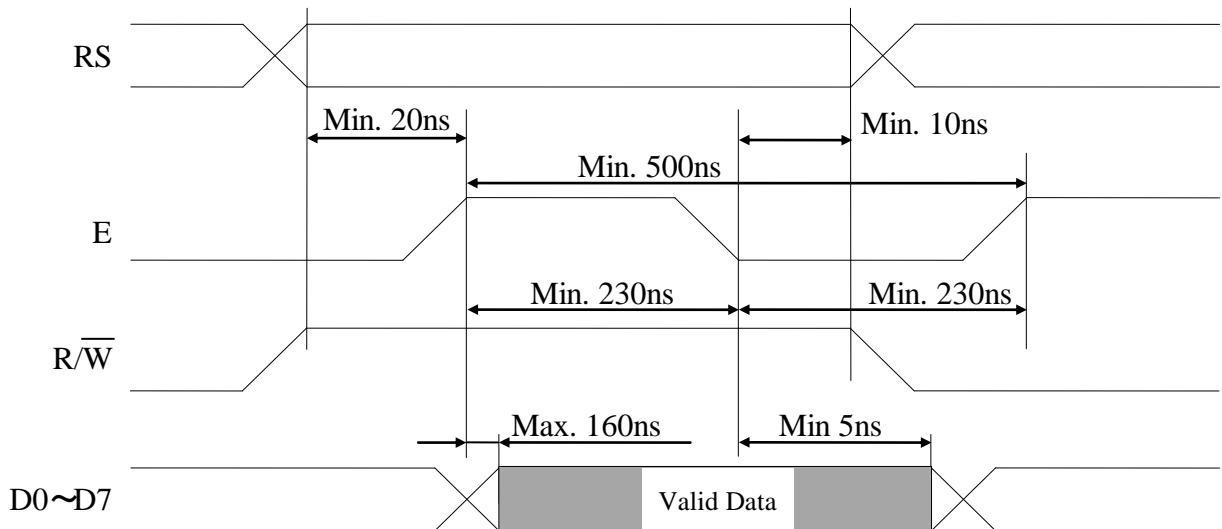 RS
Min. 20ns
Min. 10ns
Min. 500ns
E
Min. 230ns
Min. 230ns
R/W̅
Max. 160ns
Min 5ns
D0~D7
Valid Data